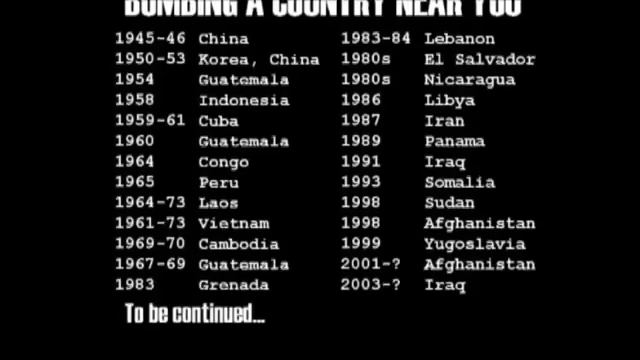 BOMBING A COUNTRY NEAR YOU
1945-46 China
1950-53 Korea, China
1954 Guatemala
1958 Indonesia
1959-61 Cuba
1960 Guatemala
1964 Congo
1965 Peru
1964-73 Laos
1961-73 Vietnam
1969-70 Cambodia
1967-69 Guatemala
1983 Grenada
1983-84 Lebanon
1980s El Salvador
1980s Nicaragua
1986 Libya
1987 Iran
1989 Panama
1991 Iraq
1993 Somalia
1998 Sudan
1998 Afghanistan
1999 Yugoslavia
2001-? Afghanistan
2003-? Iraq
To be continued...